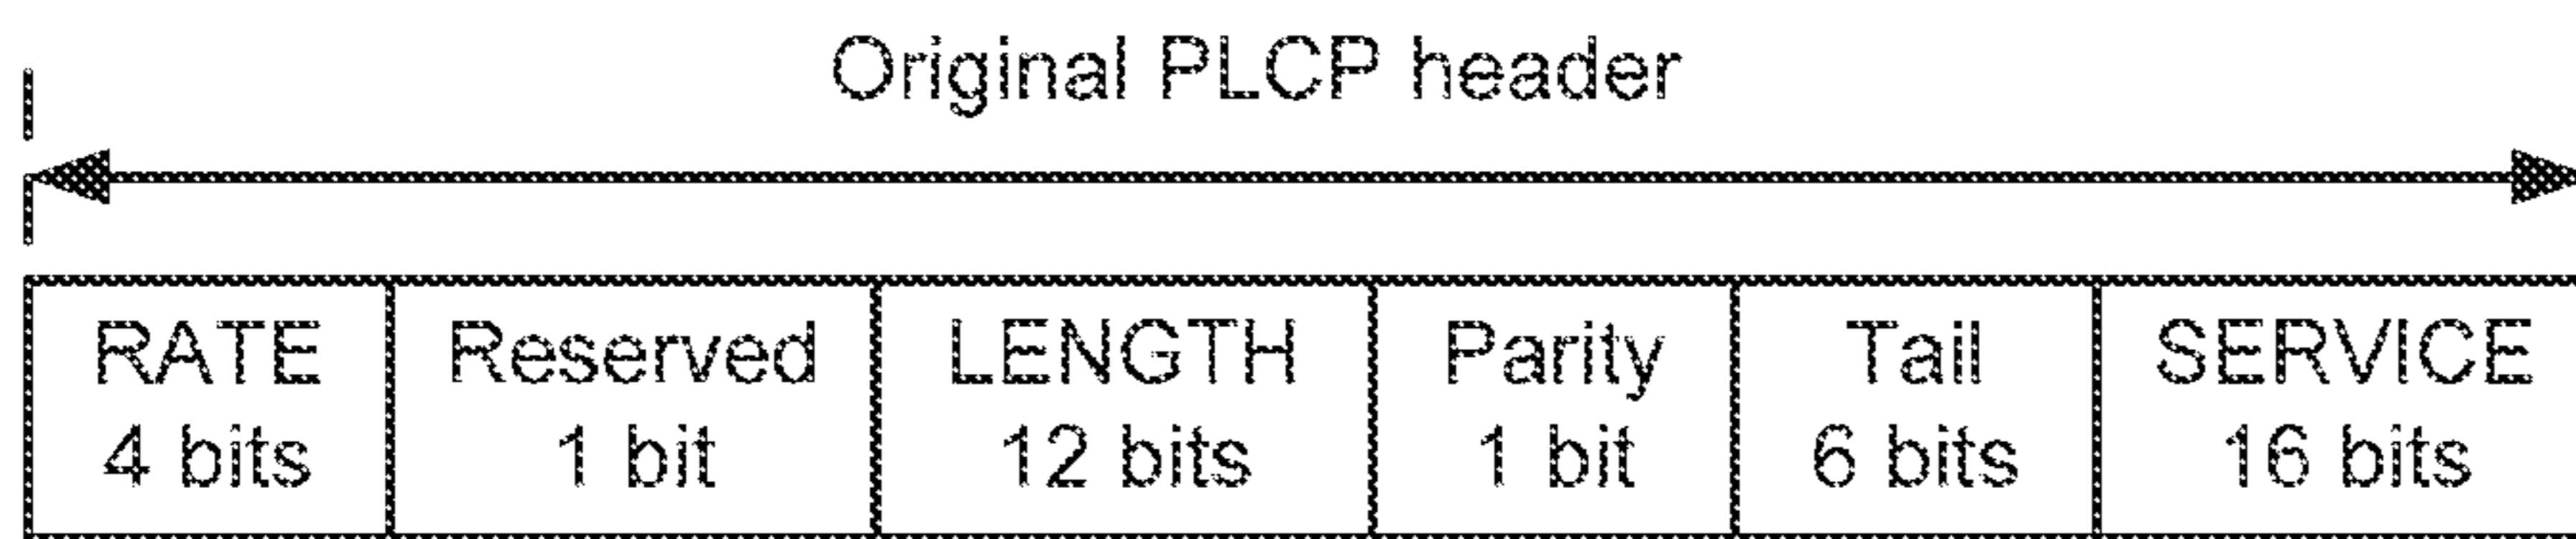 Original PLCP header
RATE Reserved LENGTH Parity Tail SERVICE
4 bits 1 bit 12 bits 1 bit 6 bits 16 bits